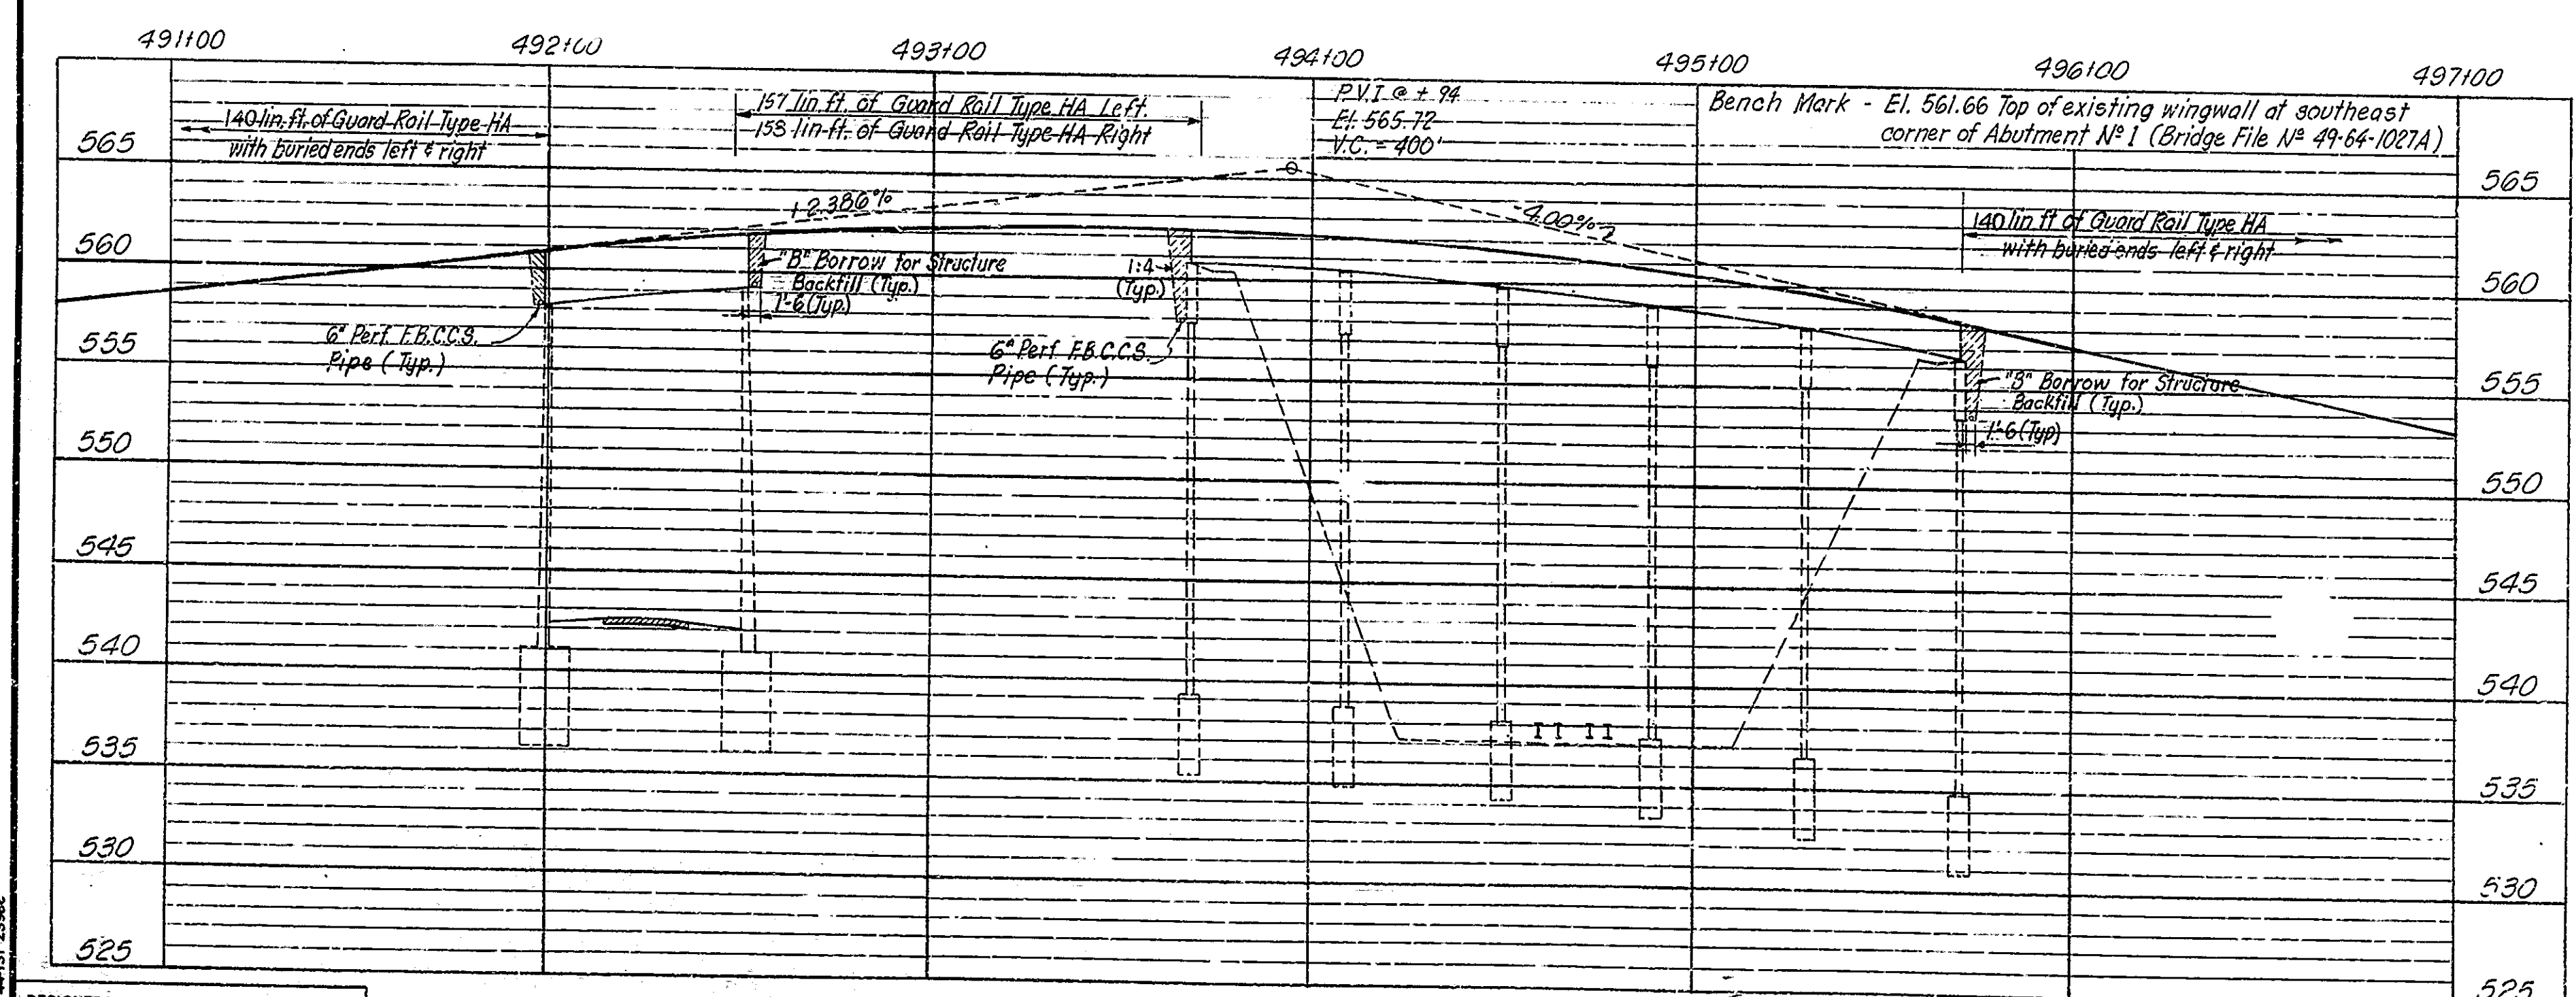 491+00
492+00
493+00
494+00
495+00
496+00
497+00
140 lin. ft. of Guard Rail Type HA
with buried ends left & right
157 lin. ft. of Guard Rail Type HA Left.
153 lin. ft. of Guard Rail Type HA Right
P.V.I @ + 94
El. 565.72
V.C. = 400'
Bench Mark - El. 561.66 Top of existing wingwall at southeast
corner of Abutment Nº 1 (Bridge File Nº 49-64-1027A)
+2.386%
-4.00%
140 lin ft of Guard Rail Type HA
with buried ends left & right
"B" Borrow for Structure
Backfill (Typ.)
1'-6 (Typ.)
1:4
(Typ.)
6" Perf. F.B.C.C.S.
Pipe (Typ.)
6" Perf F.B.C.C.S.
Pipe (Typ.)
"B" Borrow for Structure
Backfill (Typ.)
1'-6 (Typ)
565
560
555
550
545
540
535
530
525
565
560
555
550
545
540
535
530
525